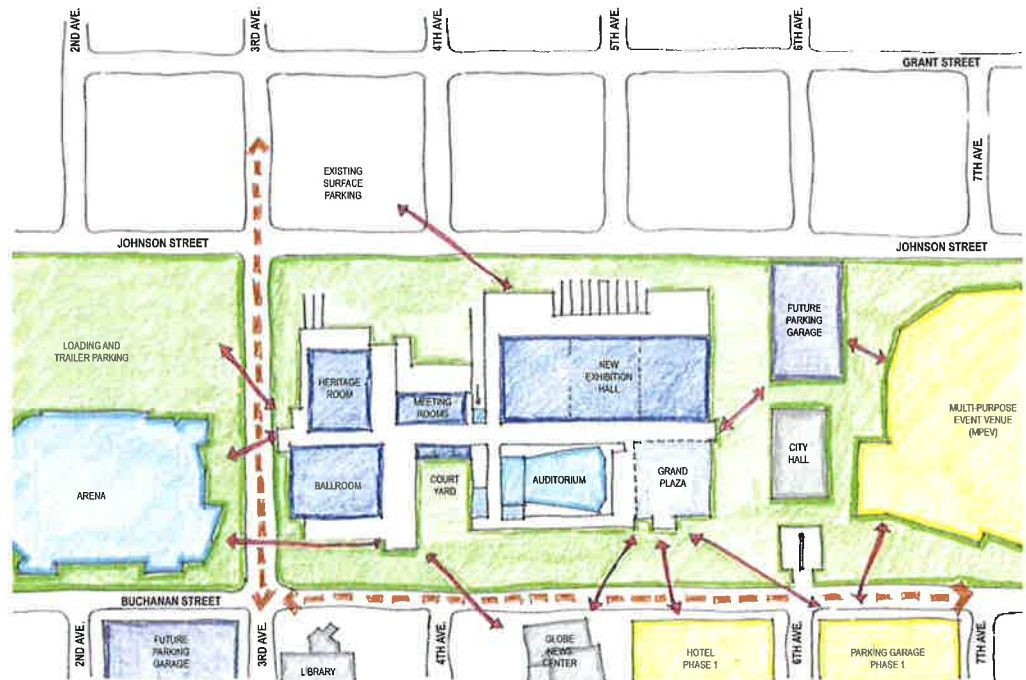 2ND AVE.
3RD AVE.
4TH AVE.
5TH AVE.
6TH AVE.
GRANT STREET
7TH AVE.
EXISTING
SURFACE
PARKING
JOHNSON STREET
JOHNSON STREET
LOADING AND
TRAILER PARKING
HERITAGE
ROOM
MEETING
ROOMS
NEW
EXHIBITION
HALL
FUTURE
PARKING
GARAGE
MULTI-PURPOSE
EVENT VENUE
(MPEV)
ARENA
BALLROOM
COURT
YARD
AUDITORIUM
GRAND
PLAZA
CITY
HALL
BUCHANAN STREET
2ND AVE.
FUTURE
PARKING
GARAGE
3RD AVE.
LIBRARY
4TH AVE.
GLOBE
NEWS
CENTER
HOTEL
PHASE 1
6TH AVE.
PARKING GARAGE
PHASE 1
7TH AVE.